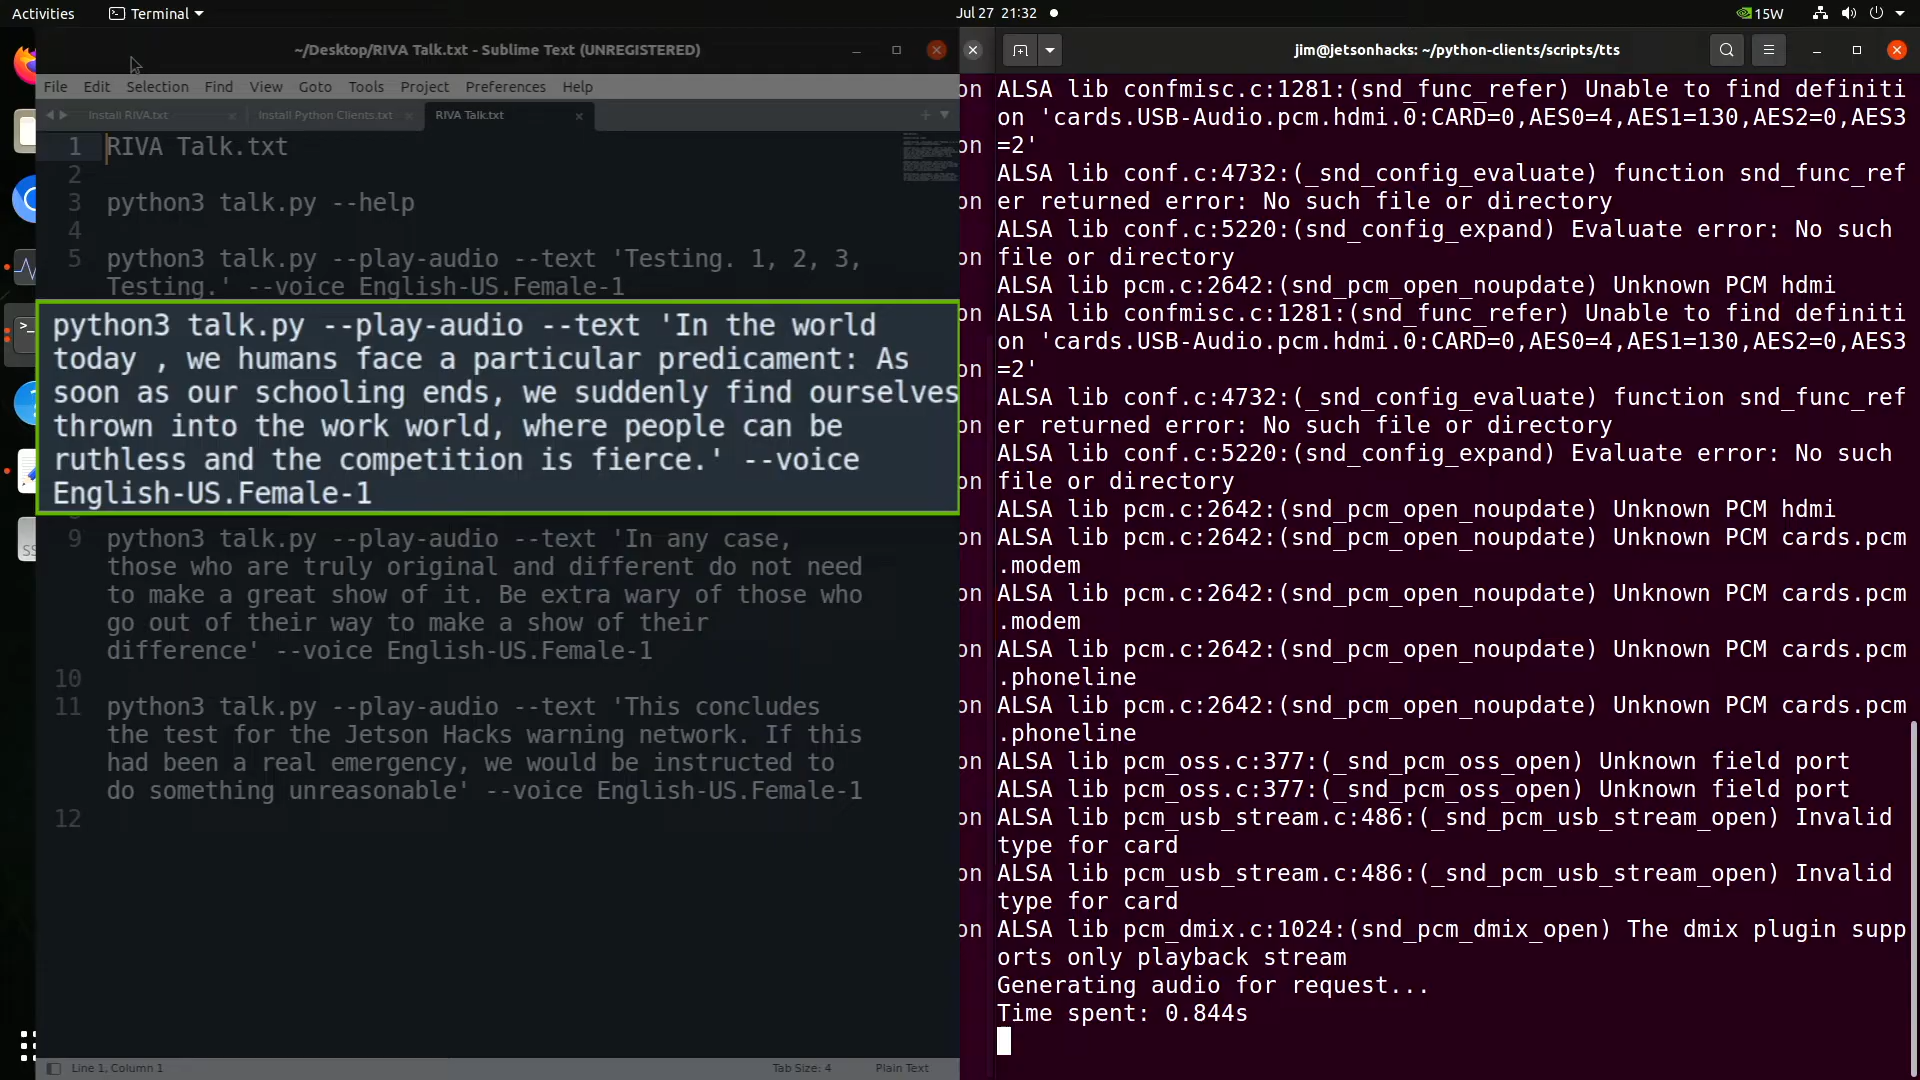 Activities
Terminal
Jul 27 21:32
15W
~/Desktop/RIVA Talk.txt - Sublime Text (UNREGISTERED)
File Edit Selection Find View Goto Tools Project Preferences Help
Install RIVA.txt Install Python Clients.txt RIVA Talk.txt
1 RIVA Talk.txt
2
3 python3 talk.py --help
4
5 python3 talk.py --play-audio --text 'Testing. 1, 2, 3,
Testing.' --voice English-US.Female-1
python3 talk.py --play-audio --text 'In the world
today , we humans face a particular predicament: As
soon as our schooling ends, we suddenly find ourselves
thrown into the work world, where people can be
ruthless and the competition is fierce.' --voice
English-US.Female-1
9 python3 talk.py --play-audio --text 'In any case,
those who are truly original and different do not need
to make a great show of it. Be extra wary of those who
go out of their way to make a show of their
difference' --voice English-US.Female-1
10
11 python3 talk.py --play-audio --text 'This concludes
the test for the Jetson Hacks warning network. If this
had been a real emergency, we would be instructed to
do something unreasonable' --voice English-US.Female-1
12
Line 1, Column 1
Tab Size: 4
Plain Text
jim@jetsonhacks: ~/python-clients/scripts/tts
on ALSA lib confmisc.c:1281:(snd_func_refer) Unable to find definiti
on on 'cards.USB-Audio.pcm.hdmi.0:CARD=0,AES0=4,AES1=130,AES2=0,AES3
on =2'
ALSA lib conf.c:4732:(_snd_config_evaluate) function snd_func_ref
on er returned error: No such file or directory
ALSA lib conf.c:5220:(snd_config_expand) Evaluate error: No such
on file or directory
ALSA lib pcm.c:2642:(snd_pcm_open_noupdate) Unknown PCM hdmi
on ALSA lib confmisc.c:1281:(snd_func_refer) Unable to find definiti
on on 'cards.USB-Audio.pcm.hdmi.0:CARD=0,AES0=4,AES1=130,AES2=0,AES3
on =2'
ALSA lib conf.c:4732:(_snd_config_evaluate) function snd_func_ref
on er returned error: No such file or directory
ALSA lib conf.c:5220:(snd_config_expand) Evaluate error: No such
on file or directory
ALSA lib pcm.c:2642:(snd_pcm_open_noupdate) Unknown PCM hdmi
on ALSA lib pcm.c:2642:(snd_pcm_open_noupdate) Unknown PCM cards.pcm
.modem
on ALSA lib pcm.c:2642:(snd_pcm_open_noupdate) Unknown PCM cards.pcm
.modem
on ALSA lib pcm.c:2642:(snd_pcm_open_noupdate) Unknown PCM cards.pcm
.phoneline
on ALSA lib pcm.c:2642:(snd_pcm_open_noupdate) Unknown PCM cards.pcm
.phoneline
on ALSA lib pcm_oss.c:377:(_snd_pcm_oss_open) Unknown field port
on ALSA lib pcm_oss.c:377:(_snd_pcm_oss_open) Unknown field port
on ALSA lib pcm_usb_stream.c:486:(_snd_pcm_usb_stream_open) Invalid
type for card
on ALSA lib pcm_usb_stream.c:486:(_snd_pcm_usb_stream_open) Invalid
type for card
on ALSA lib pcm_dmix.c:1024:(snd_pcm_dmix_open) The dmix plugin supp
orts only playback stream
Generating audio for request...
Time spent: 0.844s